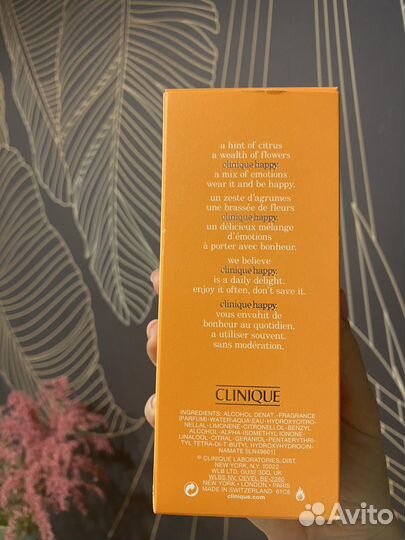 a hint of citrus
a wealth of flowers
clinique happy.
a mix of emotions
wear it and be happy.
un zeste d'agrumes
une brassée de fleurs
clinique happy.
un délicieux mélange
d'émotions
à porter avec bonheur.
we believe
clinique happy.
is a daily delight.
enjoy it often, don't save it.
clinique happy.
vous envahit de
bonheur au quotidien.
a utiliser souvent.
sans modération.
CLINIQUE
INGREDIENTS: ALCOHOL DENAT.•FRAGRANCE
(PARFUM)•WATER\AQUA\EAU•HYDROXYCITRO-
NELLAL•LIMONENE•CITRONELLOL•BENZYL
ALCOHOL•ALPHA-ISOMETHYL IONONE•
LINALOOL•CITRAL•GERANIOL•PENTAERYTHRI-
TYL TETRA-DI-T-BUTYL HYDROXYHYDROCIN-
NAMATE [ILN49601]
® CLINIQUE LABORATORIES, DIST.
NEW YORK, N.Y. 10022
WLB LTD, GU32 3DD, UK
WLBS NV, OEVEL BE-2260
NEW YORK • LONDON • PARIS
MADE IN SWITZERLAND 61CE
clinique.com
Avito